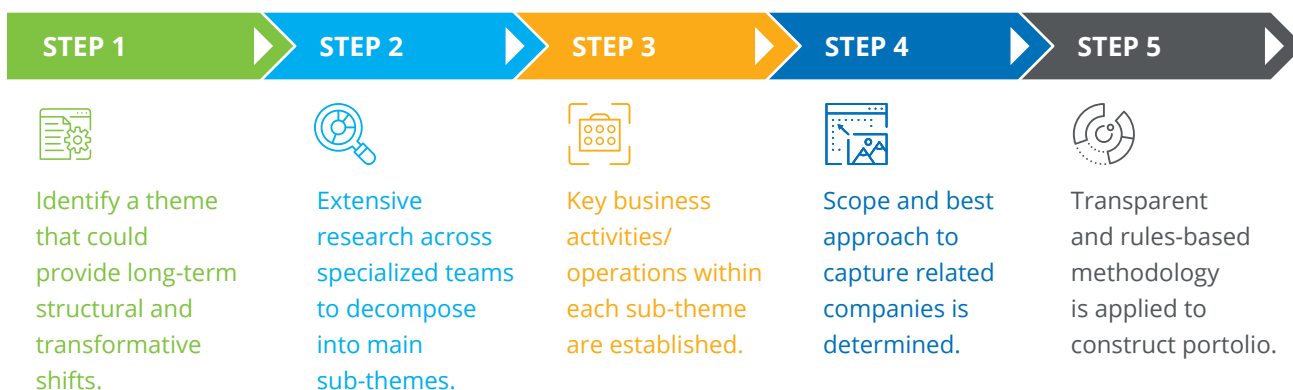 STEP 1
STEP 2
STEP 3
STEP 4
STEP 5
Identify a theme
that could
provide long-term
structural and
transformative
shifts.
Extensive
research across
specialized teams
to decompose
into main
sub-themes.
Key business
activities/
operations within
each sub-theme
are established.
Scope and best
approach to
capture related
companies is
determined.
Transparent
and rules-based
methodology
is applied to
construct portolio.